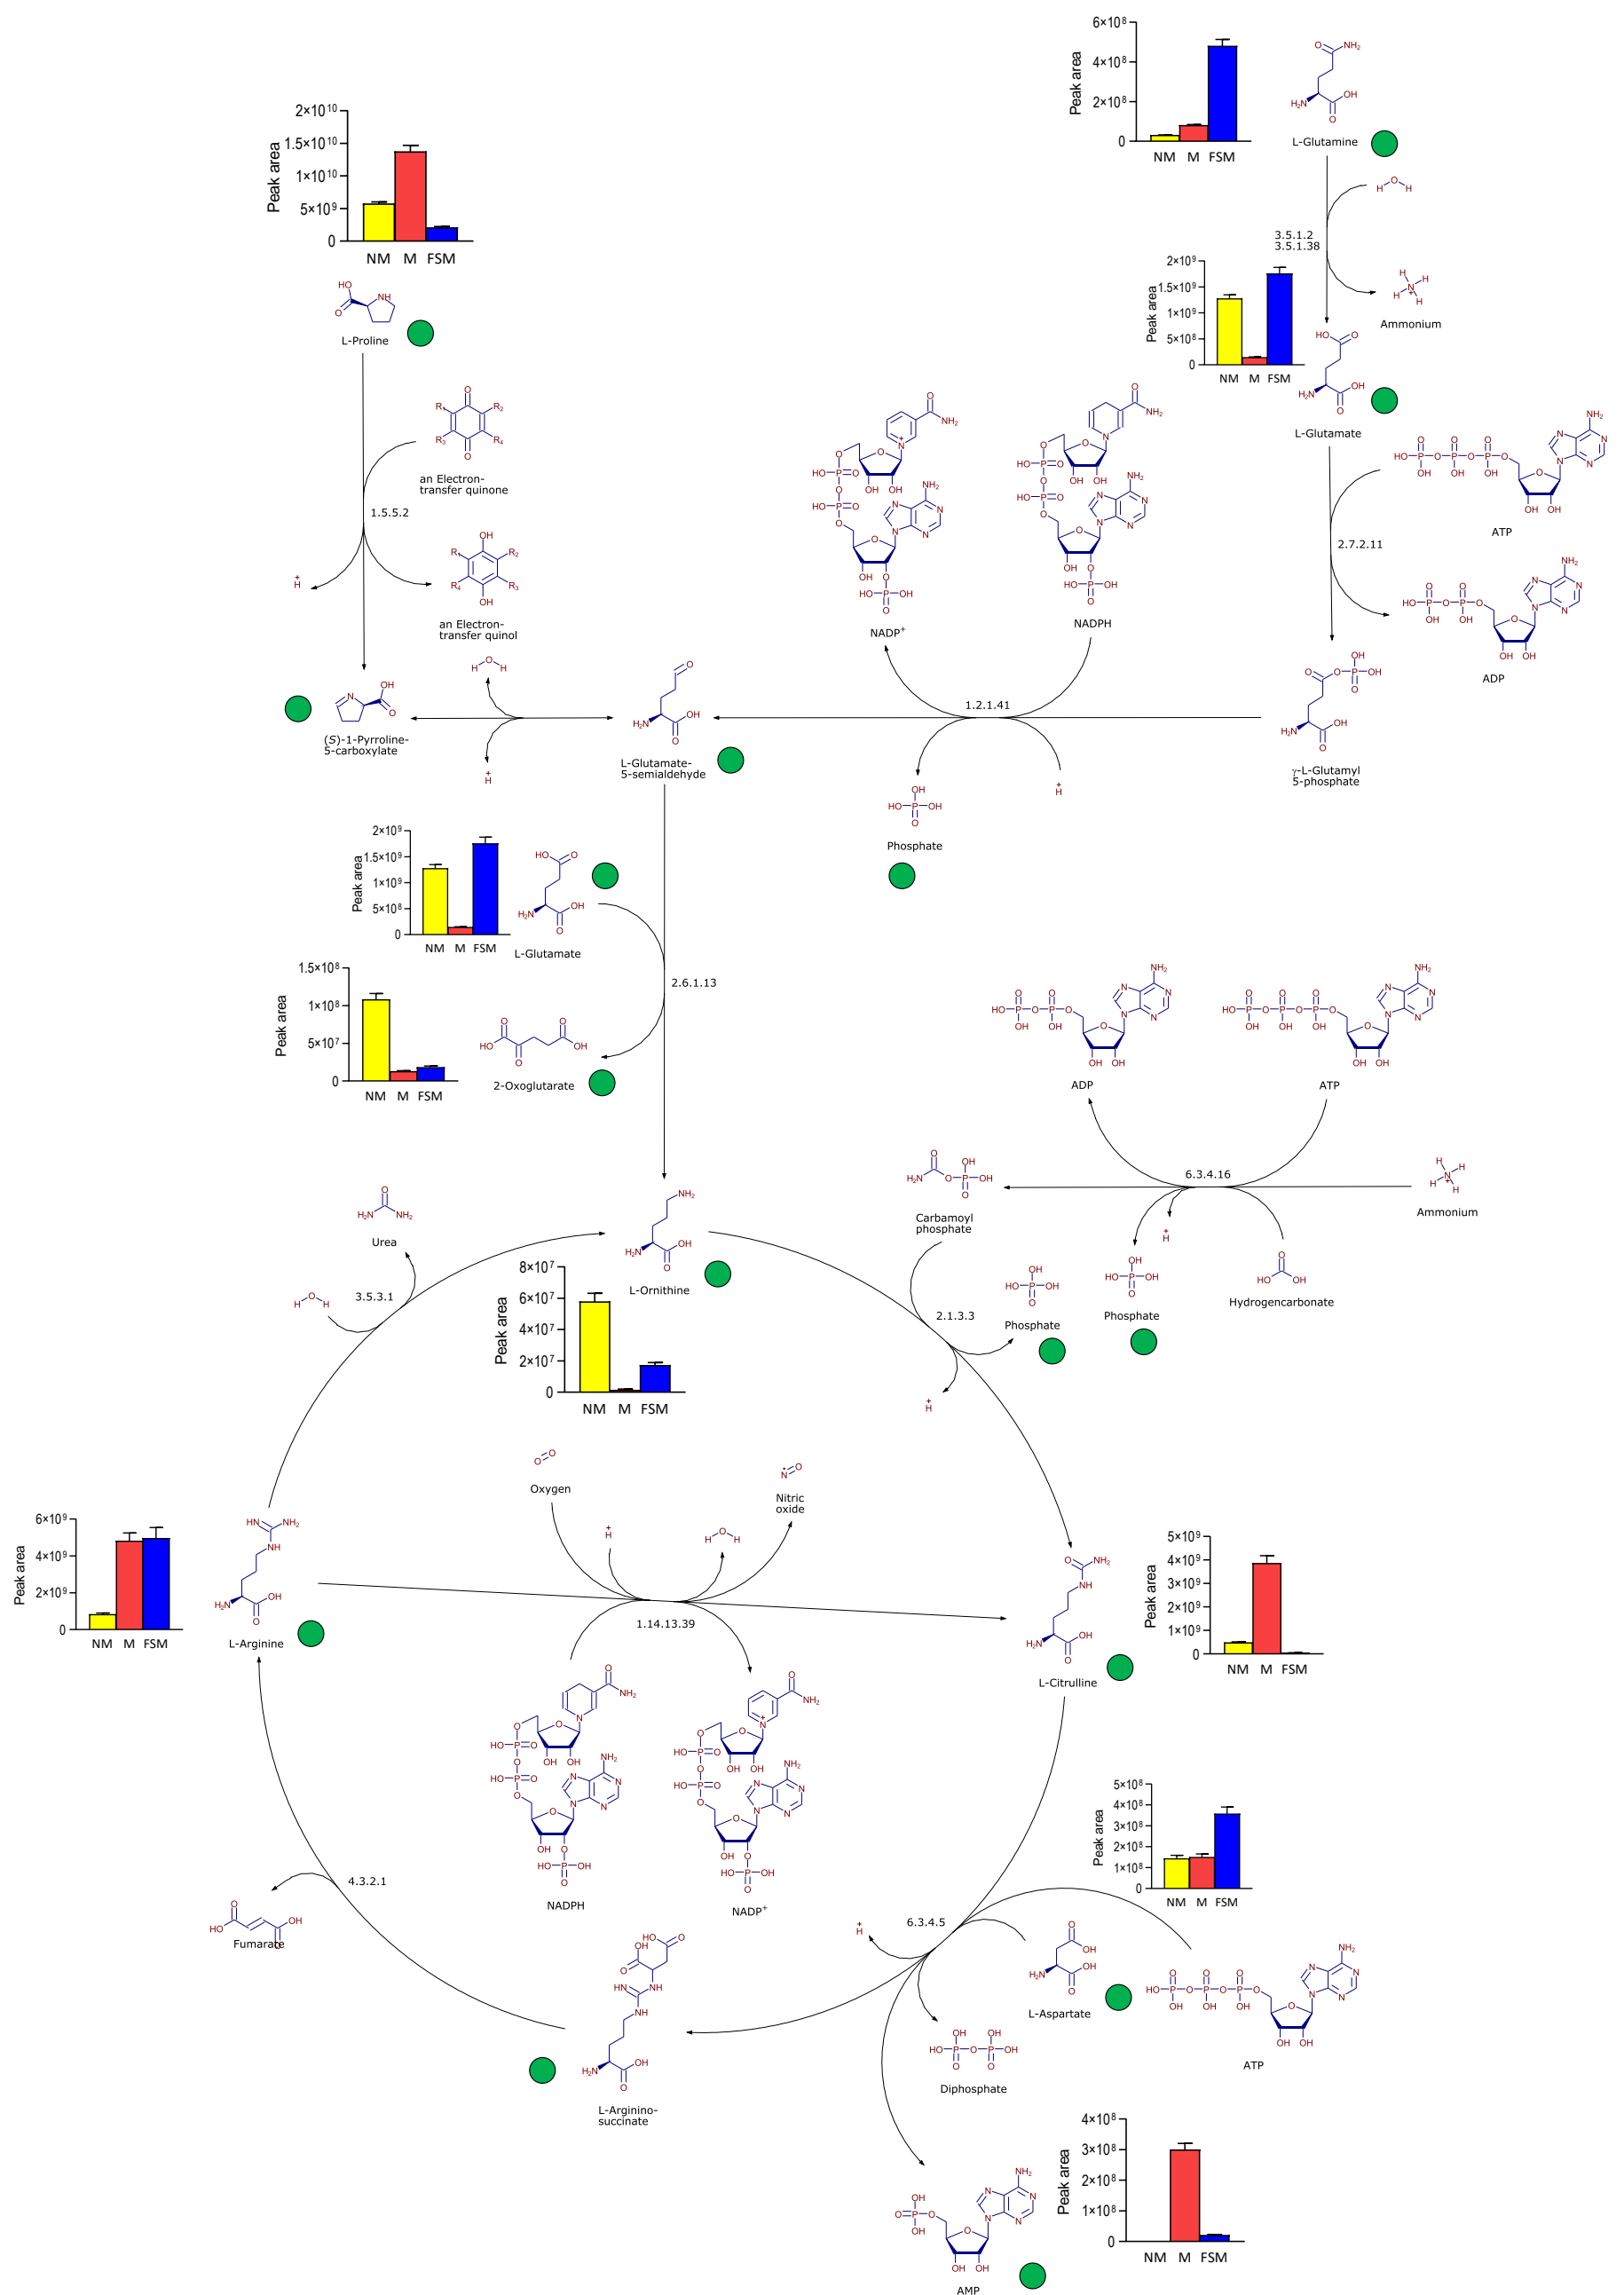 6×10⁸
4×10⁸
2×10⁸
0
Peak area
NM M FSM
L-Glutamine
2×10¹⁰
1.5×10¹⁰
1×10¹⁰
5×10⁹
0
Peak area
NM M FSM
L-Proline
3.5.1.2
3.5.1.38
Ammonium
2×10⁹
1.5×10⁹
1×10⁹
5×10⁸
0
Peak area
NM M FSM
L-Glutamate
an Electron-
transfer quinone
1.5.5.2
an Electron-
transfer quinol
ATP
2.7.2.11
ADP
NADP⁺
NADPH
1.2.1.41
(S)-1-Pyrroline-
5-carboxylate
L-Glutamate-
5-semialdehyde
γ-L-Glutamyl
5-phosphate
Phosphate
2×10⁹
1.5×10⁹
1×10⁹
5×10⁸
0
Peak area
NM M FSM
L-Glutamate
2.6.1.13
1.5×10⁸
1×10⁸
5×10⁷
0
Peak area
NM M FSM
2-Oxoglutarate
ADP
ATP
6.3.4.16
Carbamoyl
phosphate
Ammonium
Urea
3.5.3.1
L-Ornithine
8×10⁷
6×10⁷
4×10⁷
2×10⁷
0
Peak area
NM M FSM
2.1.3.3
Phosphate
Phosphate
Hydrogencarbonate
Oxygen
Nitric
oxide
6×10⁹
4×10⁹
2×10⁹
0
Peak area
NM M FSM
L-Arginine
1.14.13.39
L-Citrulline
5×10⁹
4×10⁹
3×10⁹
2×10⁹
1×10⁹
0
Peak area
NM M FSM
NADPH
NADP⁺
5×10⁸
4×10⁸
3×10⁸
2×10⁸
1×10⁸
0
Peak area
NM M FSM
4.3.2.1
Fumarate
6.3.4.5
L-Aspartate
ATP
Diphosphate
L-Arginino-
succinate
4×10⁸
3×10⁸
2×10⁸
1×10⁸
0
Peak area
NM M FSM
AMP